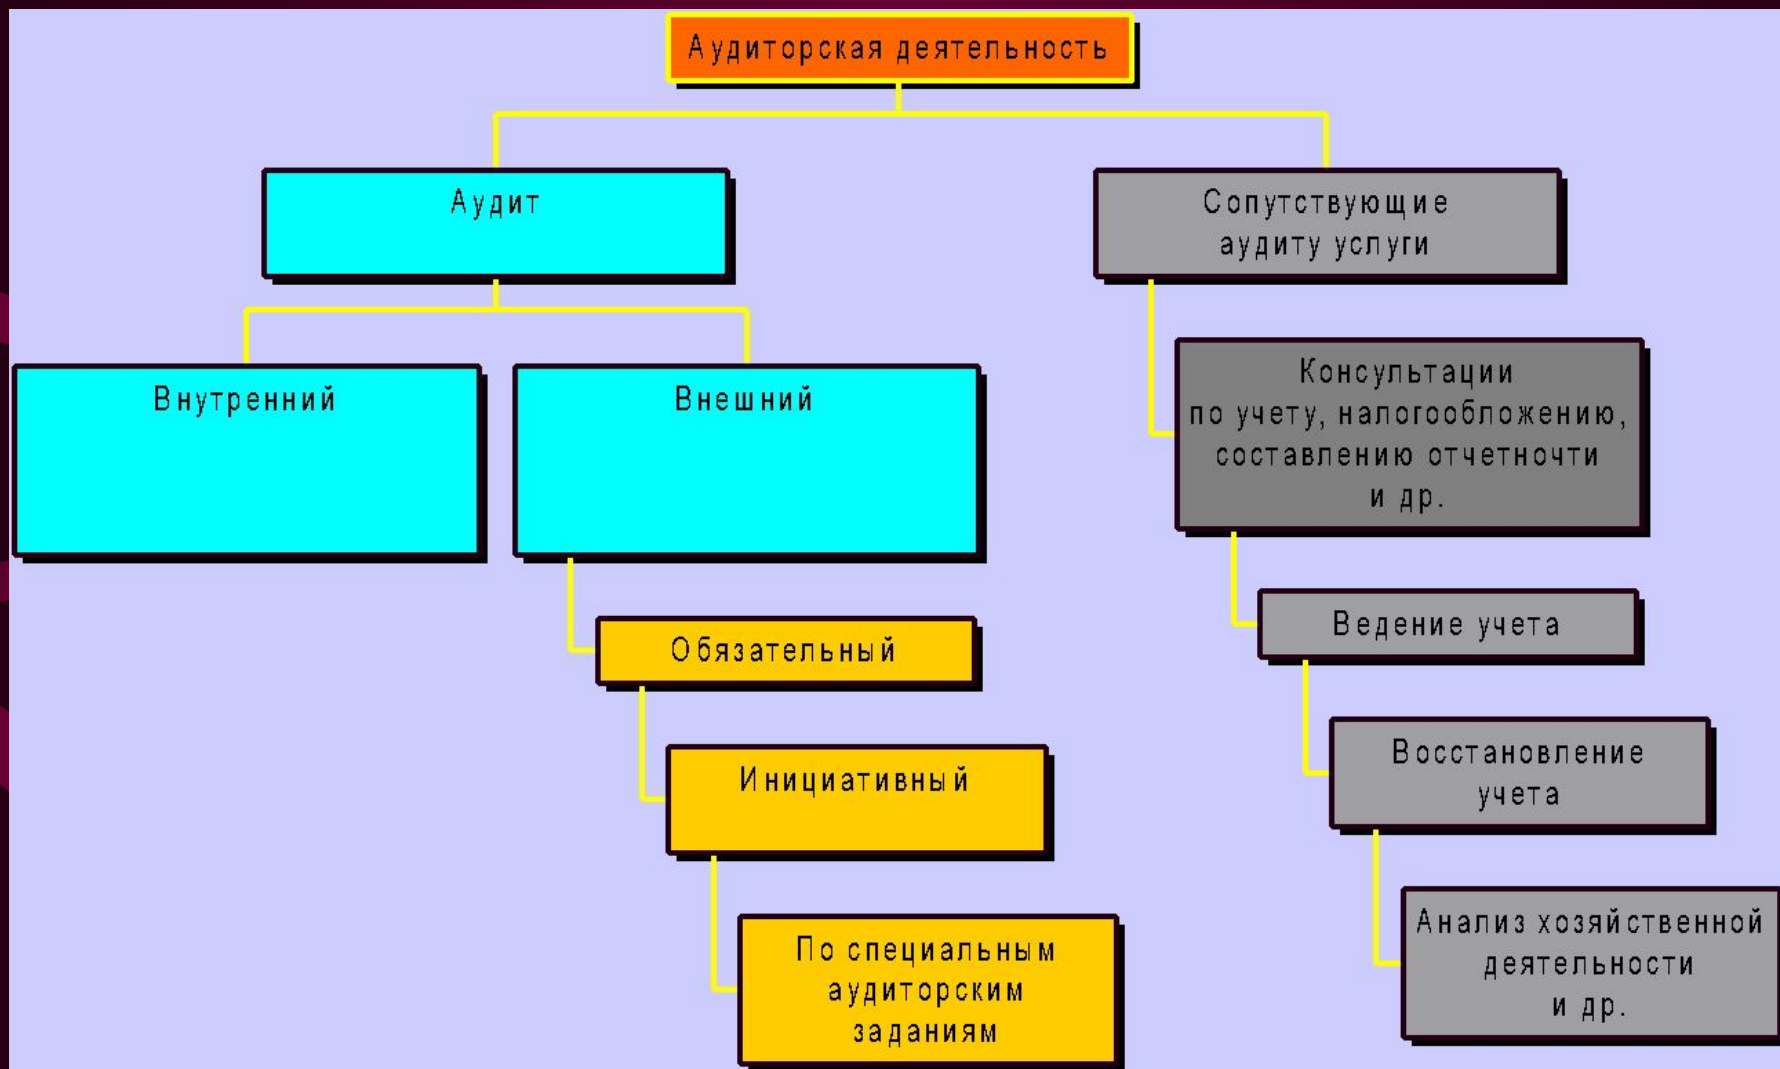 Аудиторская деятельность
Аудит
Сопутствующие
аудиту услуги
Внутренний
Внешний
Консультации
по учету, налогообложению,
составлению отчетночти
и др.
Обязательный
Ведение учета
Инициативный
Восстановление
учета
По специальным
аудиторским
заданиям
Анализ хозяйственной
деятельности
и др.